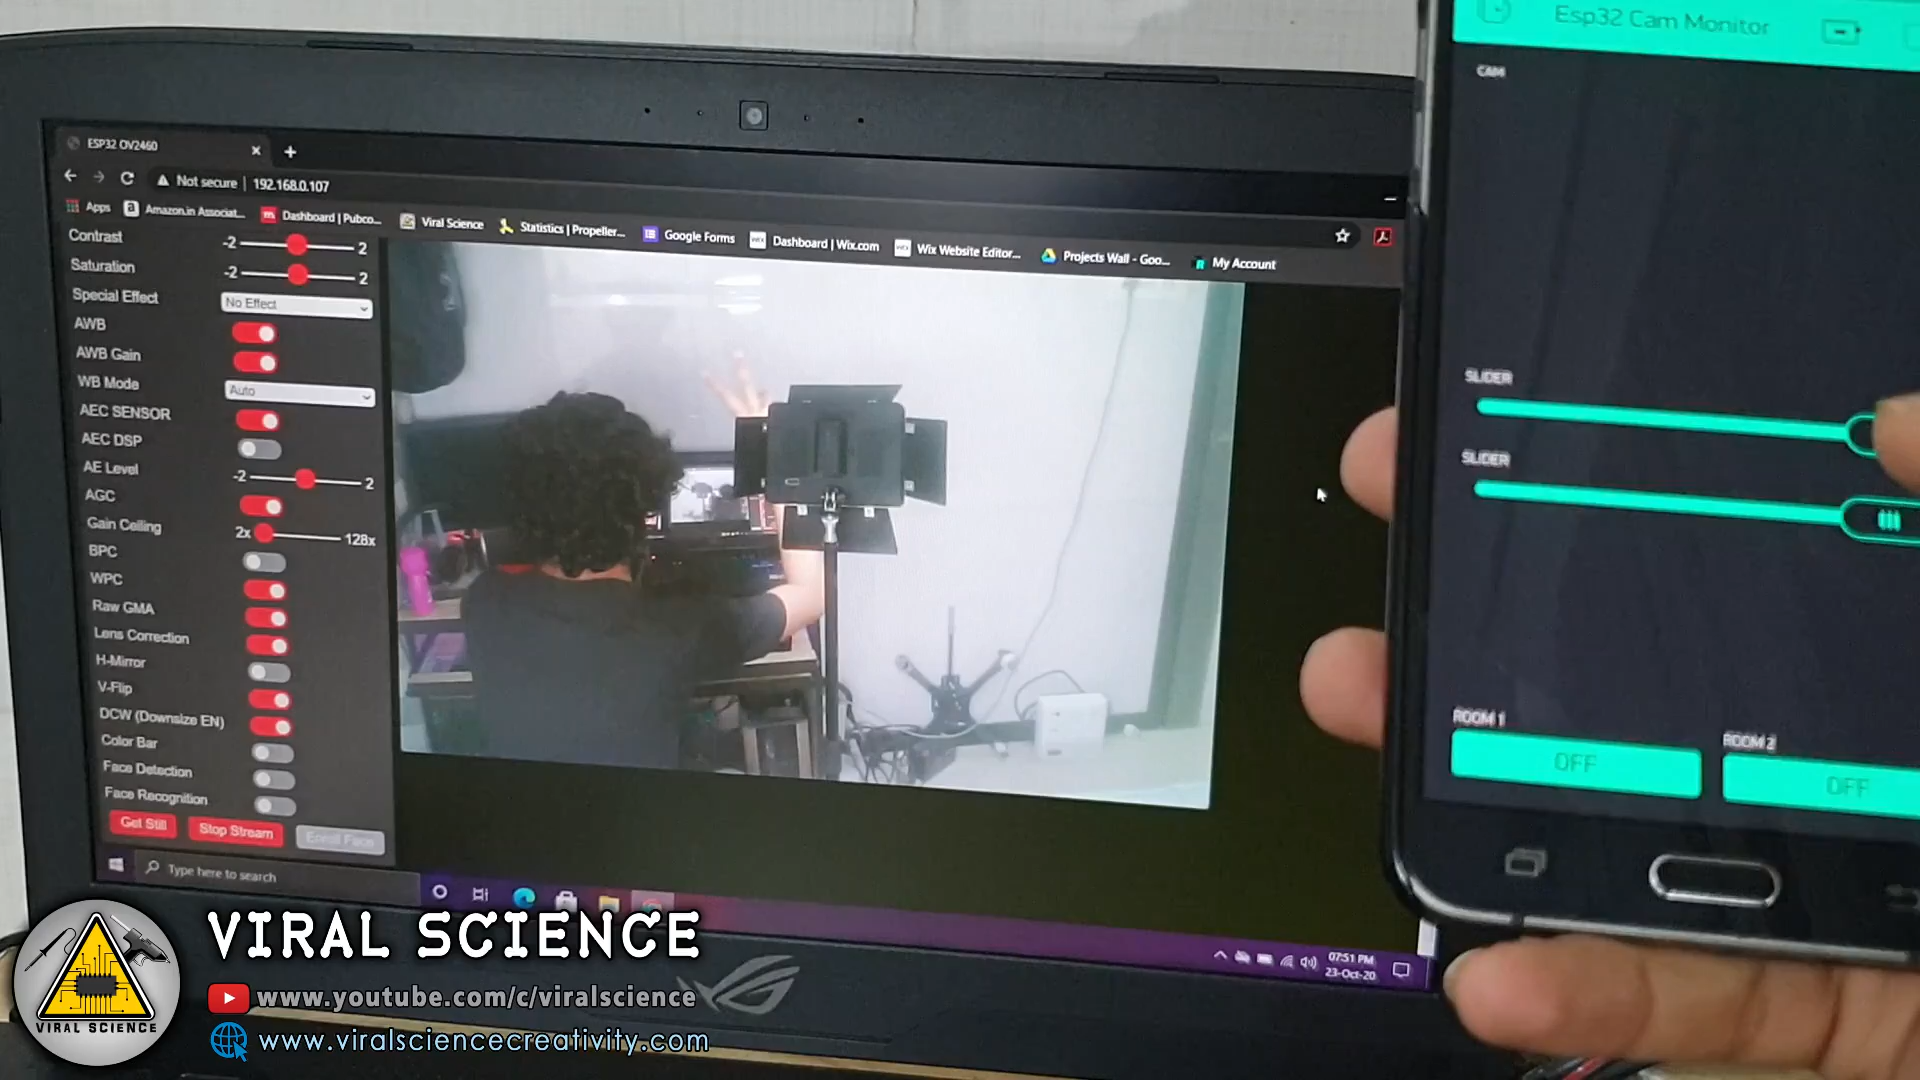 ESP32 OV2460
Not secure | 192.168.0.107
Apps
Amazon.in Associat...
Dashboard | Pubco...
Viral Science
Statistics | Propeller...
Google Forms
Dashboard | Wix.com
Wix Website Editor...
Projects Wall - Goo...
My Account
Contrast -2 2
Saturation -2 2
Special Effect No Effect
AWB
AWB Gain
WB Mode Auto
AEC SENSOR
AEC DSP
AE Level -2 2
AGC
Gain Ceiling 2x 128x
BPC
WPC
Raw GMA
Lens Correction
H-Mirror
V-Flip
DCW (Downsize EN)
Color Bar
Face Detection
Face Recognition
Get Still Stop Stream Enroll Face
Type here to search
07:51 PM
23-Oct-20
Esp32 Cam Monitor
CAM
SLIDER
SLIDER
ROOM 1
OFF
ROOM 2
OFF
VIRAL SCIENCE
VIRAL SCIENCE
www.youtube.com/c/viralscience
www.viralsciencecreativity.com